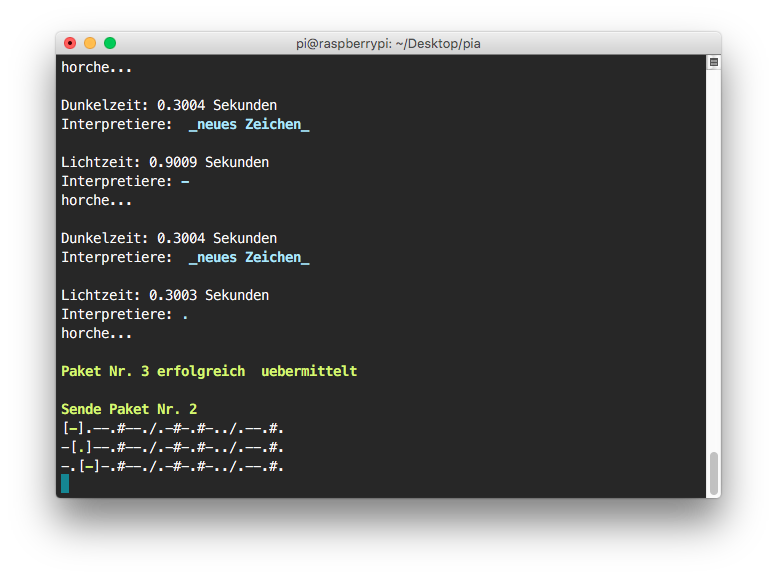 pi@raspberrypi: ~/Desktop/pia
horche...
Dunkelzeit: 0.3004 Sekunden
Interpretiere:  _neues Zeichen_
Lichtzeit: 0.9009 Sekunden
Interpretiere: -
horche...
Dunkelzeit: 0.3004 Sekunden
Interpretiere:  _neues Zeichen_
Lichtzeit: 0.3003 Sekunden
Interpretiere: .
horche...
Paket Nr. 3 erfolgreich  uebermittelt
Sende Paket Nr. 2
[-].--.#--./.-#-.#-../.--.#.
-[.]--.#--./.-#-.#-../.--.#.
-.[-]-.#--./.-#-.#-../.--.#.